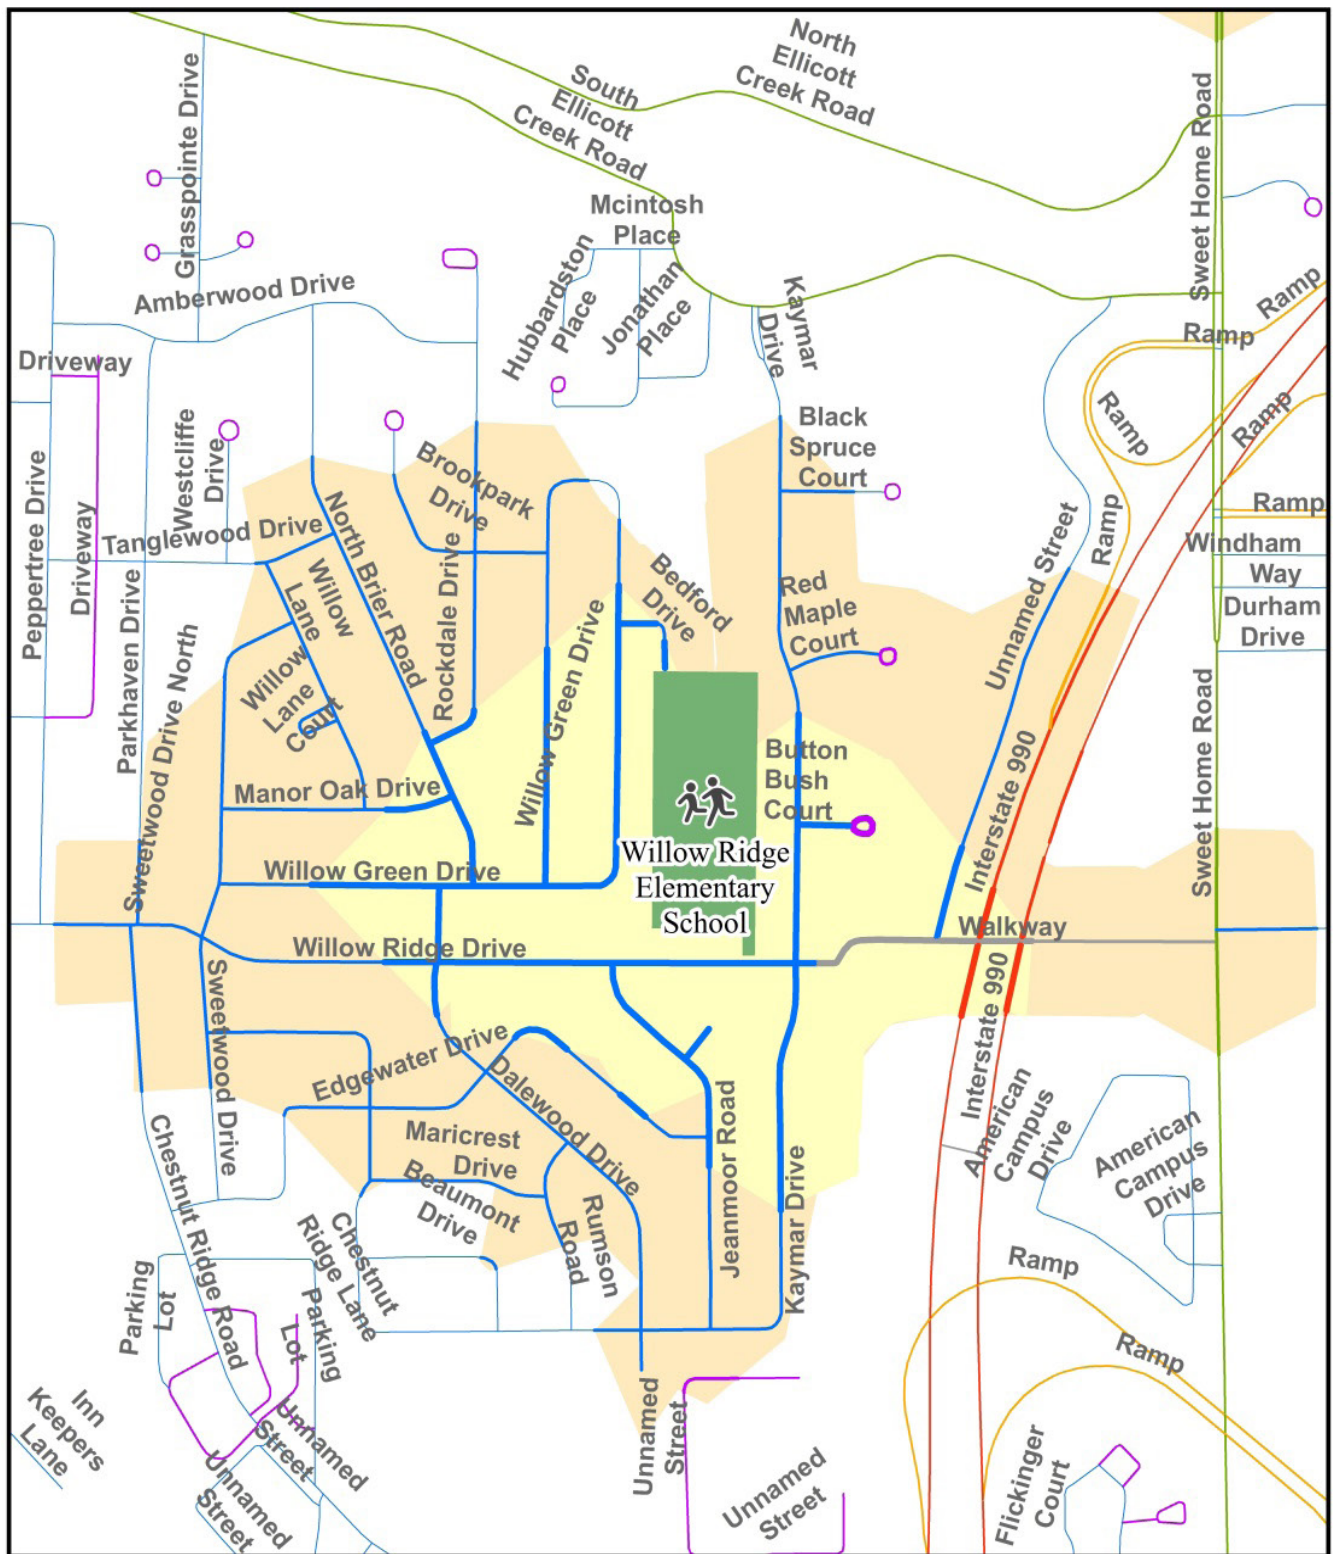 North
Ellicott
Creek Road
South
Ellicott
Creek Road
Grasspointe Drive
Sweet Home Road
Mcintosh
Place
Hubbardston
Place
Jonathan
Place
Kaymar
Drive
Amberwood Drive
Ramp
Ramp
Driveway
Ramp
Ramp
Black
Spruce
Court
Westcliffe
Drive
Brookpark
Drive
Peppertree Drive
Driveway
Tanglewood Drive
North Brier Road
Ramp
Ramp
Windham
Way
Durham
Drive
Unnamed Street
Willow
Lane
Rockdale Drive
Bedford
Drive
Red
Maple
Court
Parkhaven Drive
Sweetwood Drive North
Willow
Lane
Court
Willow Green Drive
Button
Bush
Court
Interstate 990
Sweet Home Road
Manor Oak Drive
Willow Ridge
Elementary
School
Willow Green Drive
Walkway
Willow Ridge Drive
Interstate 990
Sweetwood Drive
Edgewater Drive
Dalewood Drive
American
Campus
Drive
American
Campus
Drive
Maricrest
Drive
Beaumont
Drive
Jeanmoor Road
Kaymar Drive
Chestnut Ridge Road
Chestnut
Ridge Lane
Rumson
Road
Ramp
Parking
Lot
Parking
Lot
Ramp
Inn
Keepers
Lane
Unnamed
Street
Unnamed
Street
Unnamed
Street
Unnamed
Street
Flickinger
Court